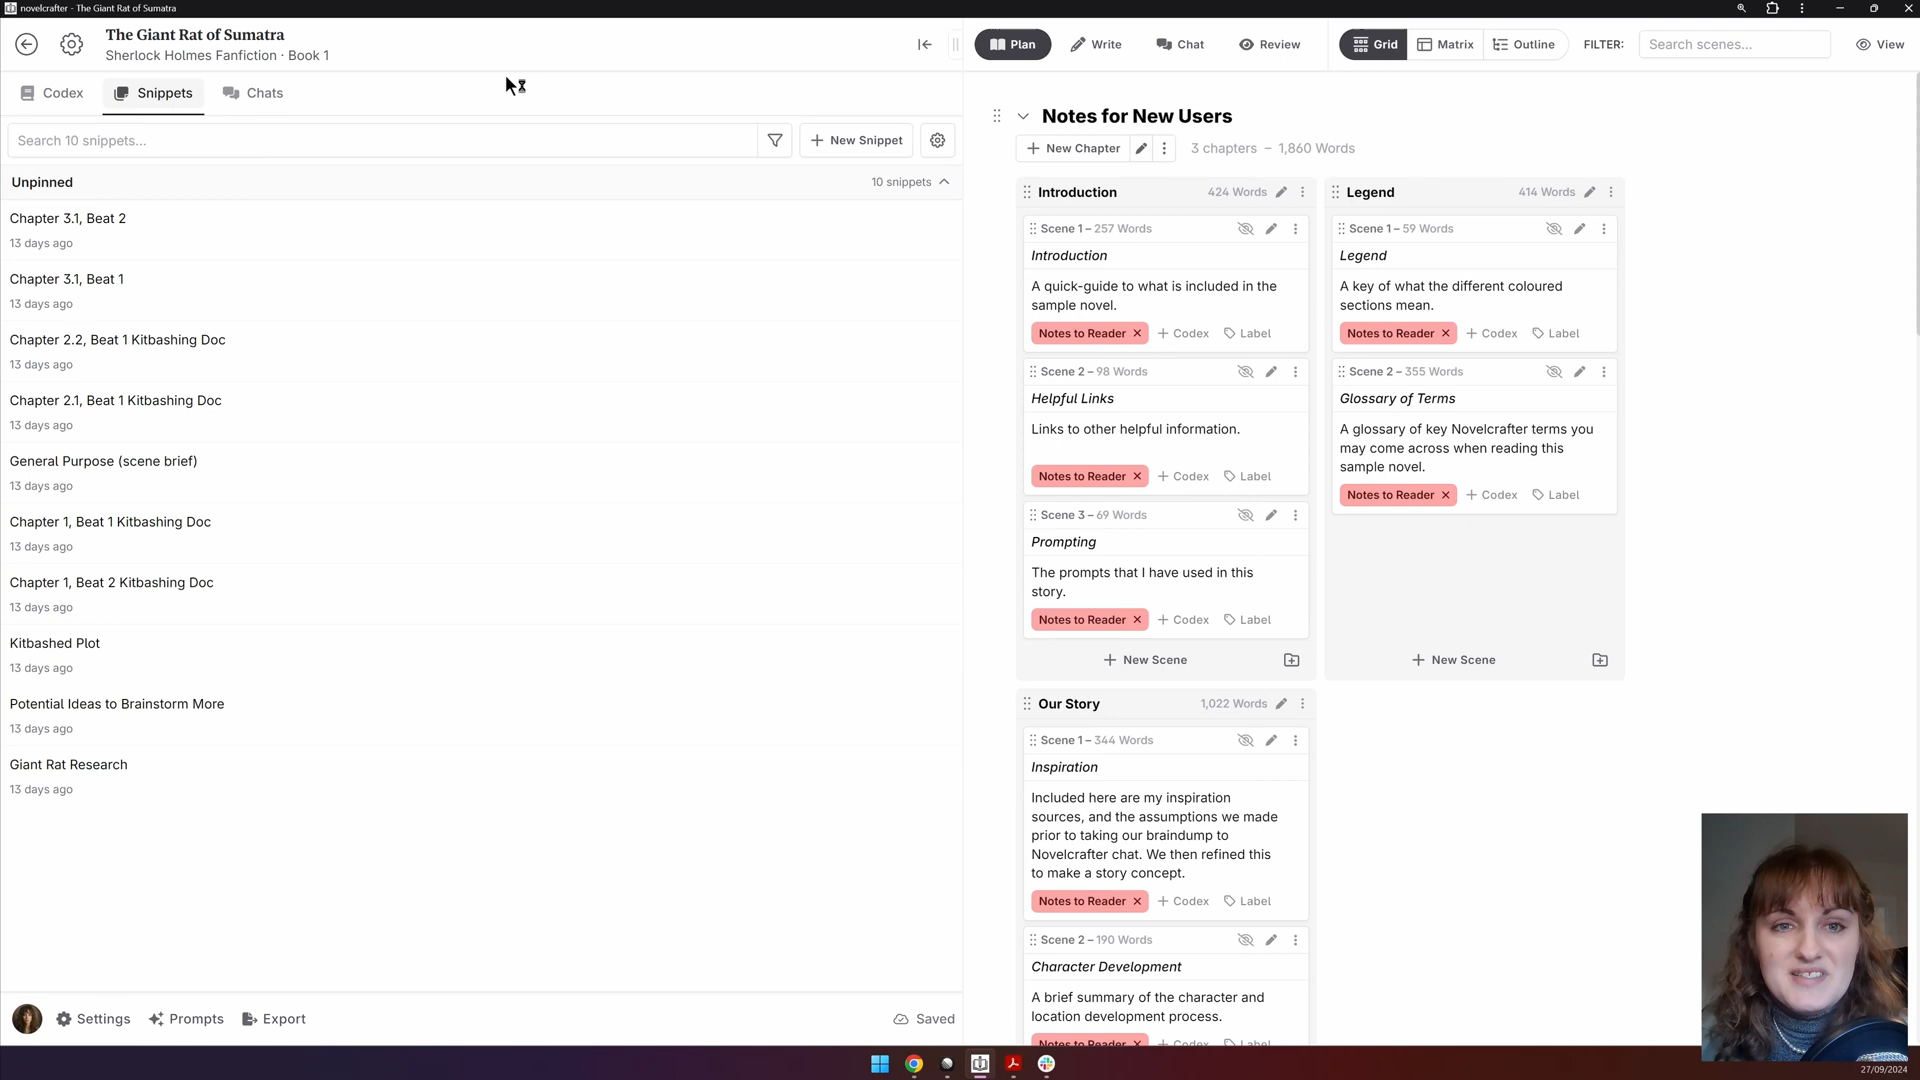 novelcrafter - The Giant Rat of Sumatra
The Giant Rat of Sumatra
Sherlock Holmes Fanfiction · Book 1
Codex
Snippets
Chats
Search 10 snippets...
New Snippet
Unpinned
10 snippets
Chapter 3.1, Beat 2
13 days ago
Chapter 3.1, Beat 1
13 days ago
Chapter 2.2, Beat 1 Kitbashing Doc
13 days ago
Chapter 2.1, Beat 1 Kitbashing Doc
13 days ago
General Purpose (scene brief)
13 days ago
Chapter 1, Beat 1 Kitbashing Doc
13 days ago
Chapter 1, Beat 2 Kitbashing Doc
13 days ago
Kitbashed Plot
13 days ago
Potential Ideas to Brainstorm More
13 days ago
Giant Rat Research
13 days ago
Settings
Prompts
Export
Saved
Plan
Write
Chat
Review
Grid
Matrix
Outline
FILTER:
Search scenes...
View
Notes for New Users
New Chapter
3 chapters – 1,860 Words
Introduction
424 Words
Scene 1 – 257 Words
Introduction
A quick-guide to what is included in the
sample novel.
Notes to Reader
Codex
Label
Scene 2 – 98 Words
Helpful Links
Links to other helpful information.
Notes to Reader
Codex
Label
Scene 3 – 69 Words
Prompting
The prompts that I have used in this
story.
Notes to Reader
Codex
Label
New Scene
Legend
414 Words
Scene 1 – 59 Words
Legend
A key of what the different coloured
sections mean.
Notes to Reader
Codex
Label
Scene 2 – 355 Words
Glossary of Terms
A glossary of key Novelcrafter terms you
may come across when reading this
sample novel.
Notes to Reader
Codex
Label
New Scene
Our Story
1,022 Words
Scene 1 – 344 Words
Inspiration
Included here are my inspiration
sources, and the assumptions we made
prior to taking our braindump to
Novelcrafter chat. We then refined this
to make a story concept.
Notes to Reader
Codex
Label
Scene 2 – 190 Words
Character Development
A brief summary of the character and
location development process.
Notes to Reader
Codex
Label
27/09/2024